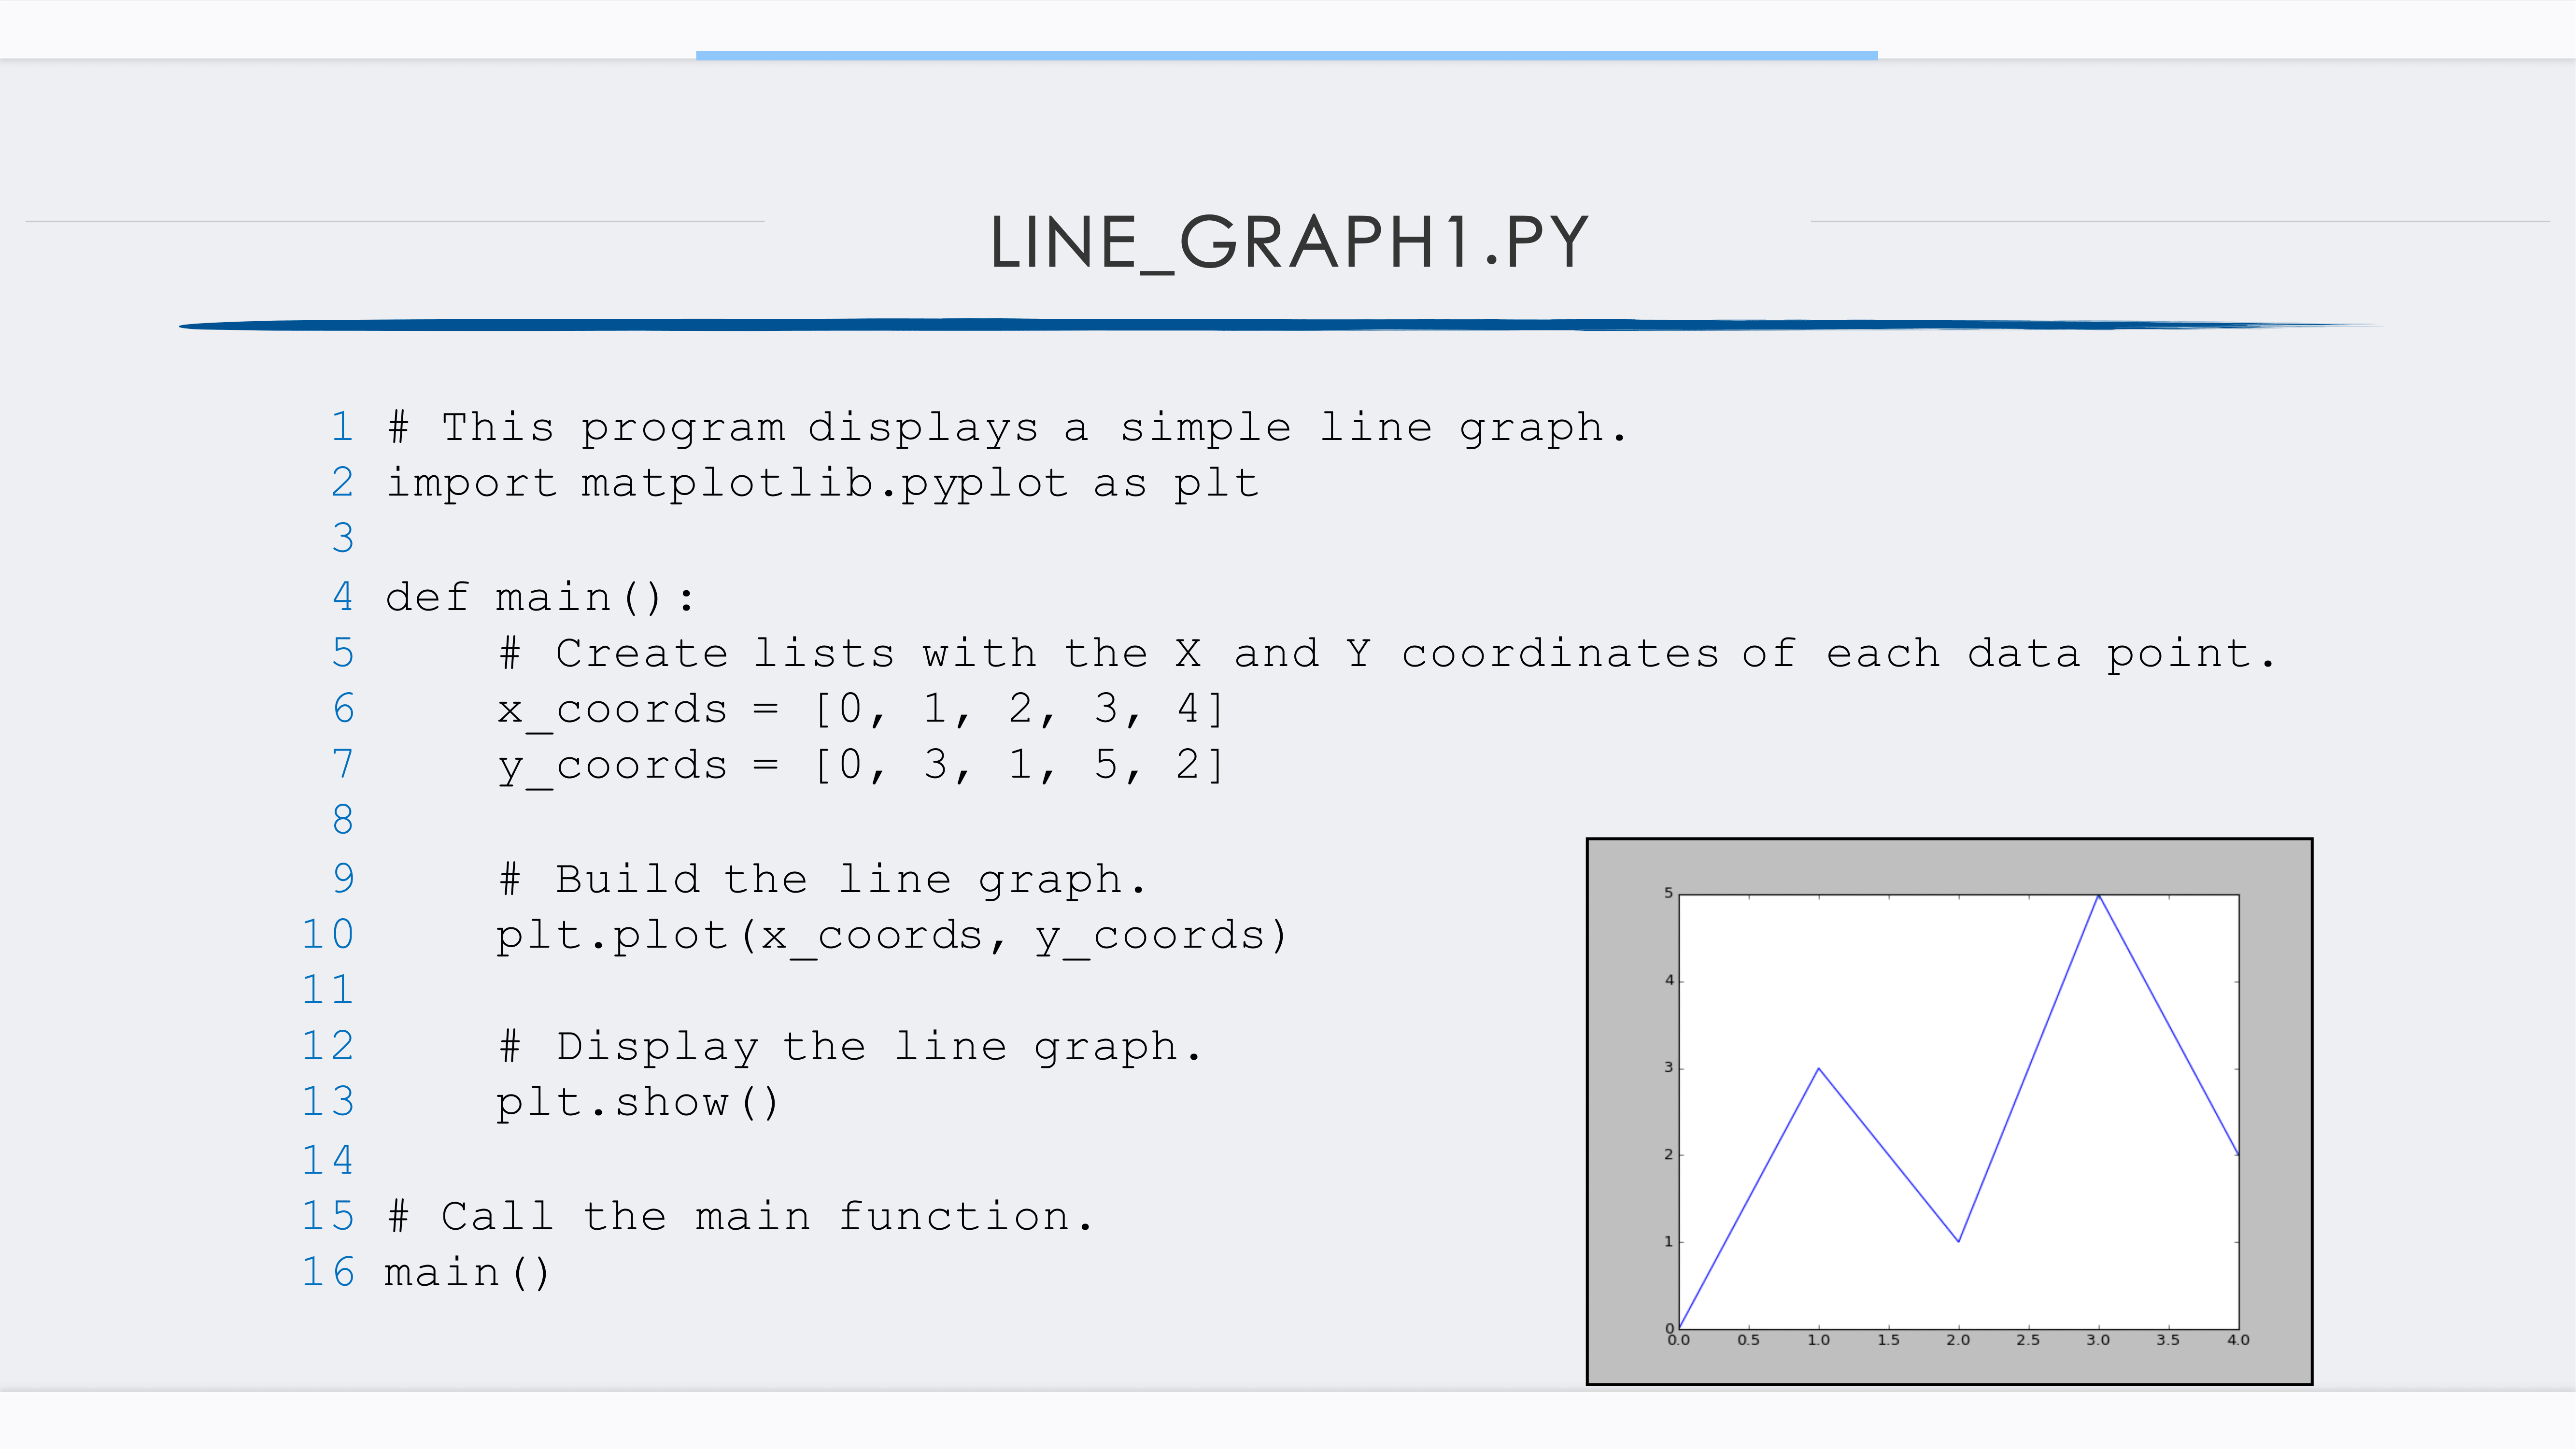 LINE_GRAPH1.PY
1 # This program displays a simple line graph.
2 import matplotlib.pyplot as plt
3
4 def main():
5     # Create lists with the X and Y coordinates of each data point.
6     x_coords = [0, 1, 2, 3, 4]
7     y_coords = [0, 3, 1, 5, 2]
8
9     # Build the line graph.
10     plt.plot(x_coords, y_coords)
11
12     # Display the line graph.
13     plt.show()
14
15 # Call the main function.
16 main()
5
4
3
2
1
0
0.0 0.5 1.0 1.5 2.0 2.5 3.0 3.5 4.0